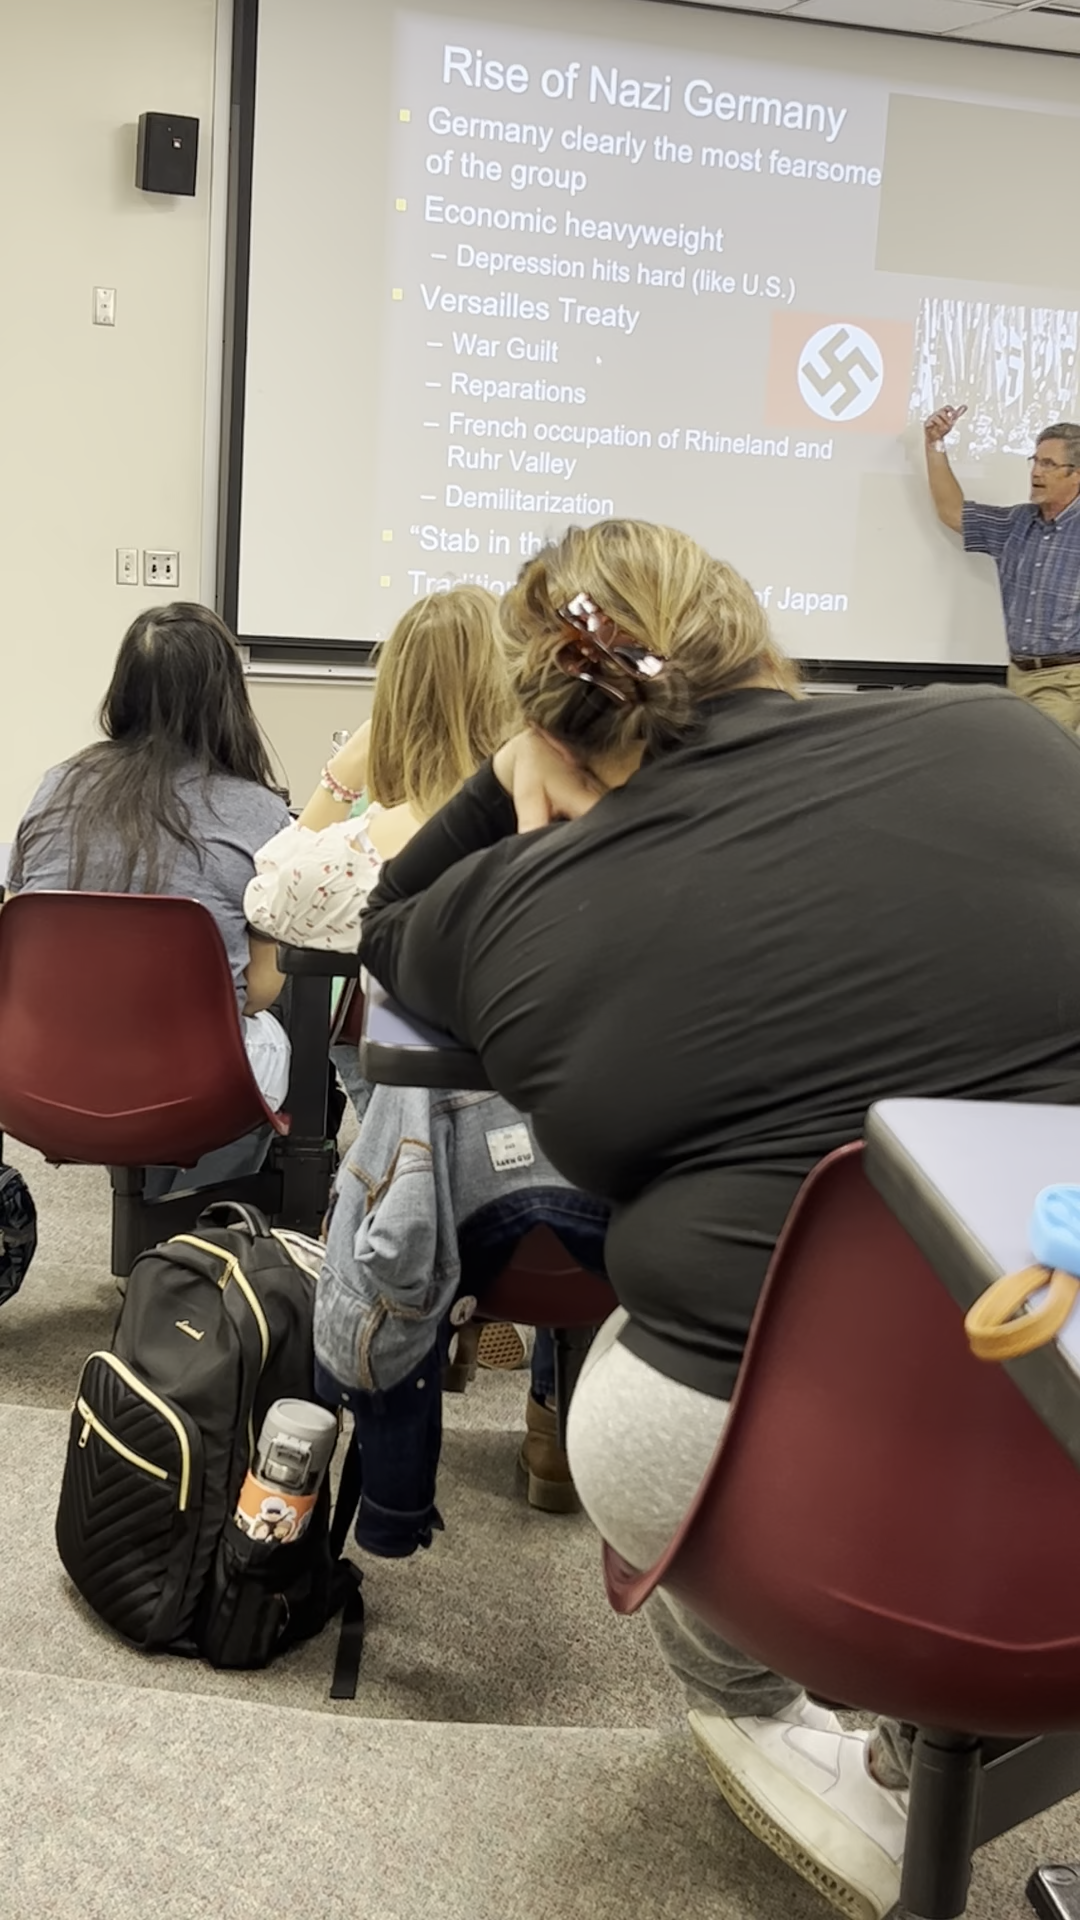 Rise of Nazi Germany
Germany clearly the most fearsome
of the group
Economic heavyweight
– Depression hits hard (like U.S.)
Versailles Treaty
– War Guilt
– Reparations
– French occupation of Rhineland and
Ruhr Valley
– Demilitarization
“Stab in
of Japan